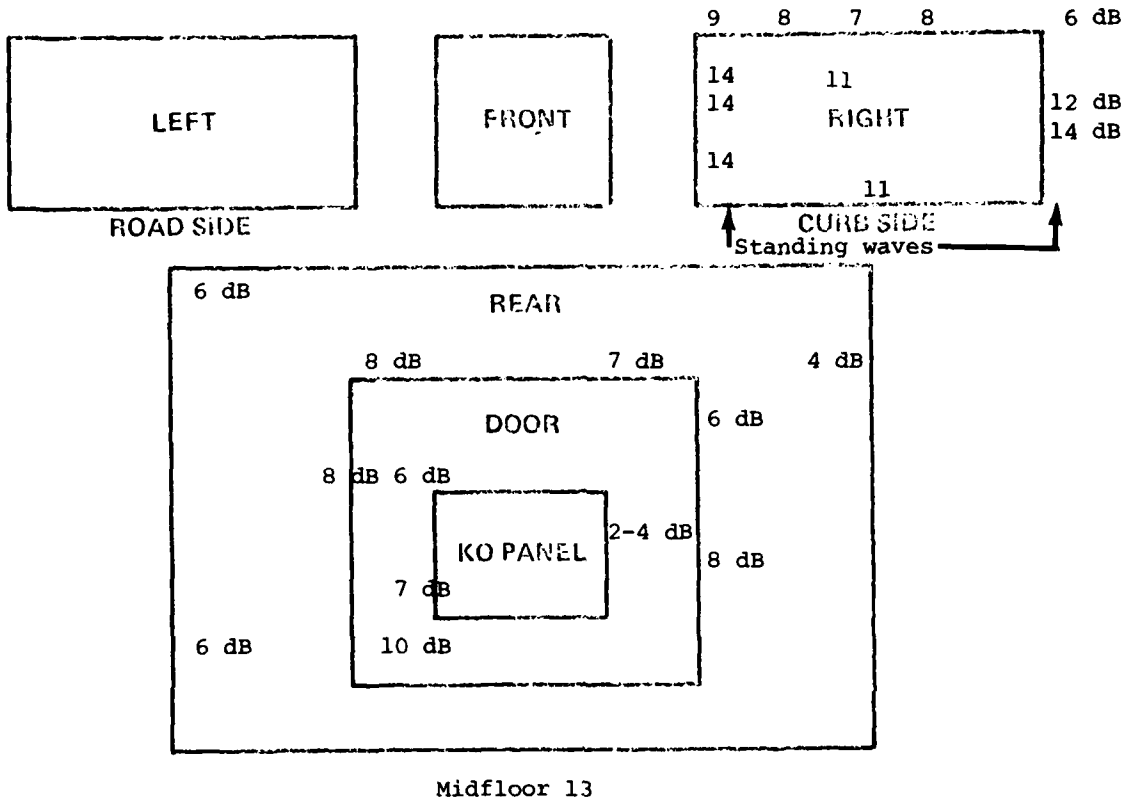 9 8 7 8 6 dB
14 11
LEFT FRONT 14 RIGHT 12 dB
14 dB
14
11
ROAD SIDE CURB SIDE
Standing waves
6 dB
REAR
8 dB 7 dB 4 dB
DOOR 6 dB
8 dB 6 dB
2-4 dB
KO PANEL 8 dB
7 dB
6 dB 10 dB
Midfloor 13